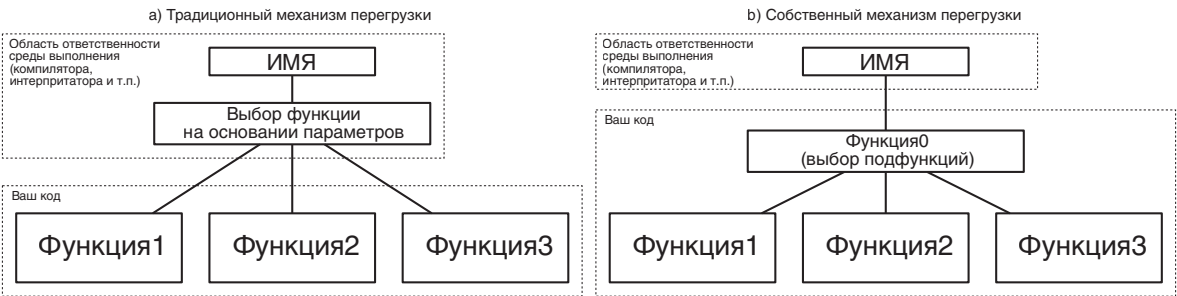 a) Традиционный механизм перегрузки
Область ответственности
среды выполнения
(компилятора,
интерпритатора и т.п.)
ИМЯ
Выбор функции
на основании параметров
Ваш код
Функция1
Функция2
Функция3
b) Собственный механизм перегрузки
Область ответственности
среды выполнения
(компилятора,
интерпритатора и т.п.)
ИМЯ
Ваш код
Функция0
(выбор подфункций)
Функция1
Функция2
Функция3